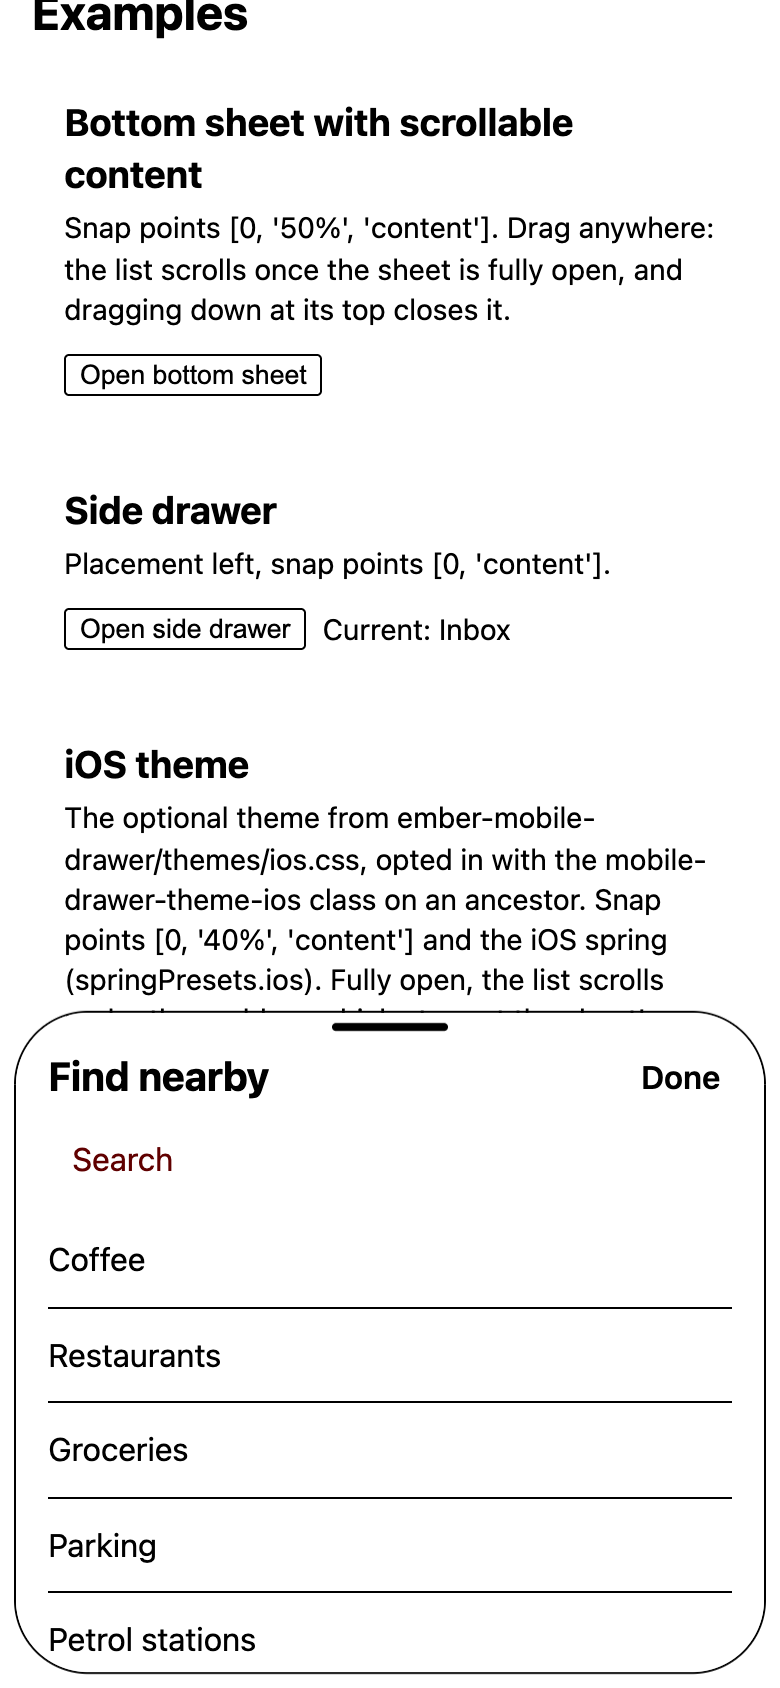 Examples
Bottom sheet with scrollable
content
Snap points [0, '50%', 'content']. Drag anywhere:
the list scrolls once the sheet is fully open, and
dragging down at its top closes it.
Open bottom sheet
Side drawer
Placement left, snap points [0, 'content'].
Open side drawer Current: Inbox
iOS theme
The optional theme from ember-mobile-
drawer/themes/ios.css, opted in with the mobile-
drawer-theme-ios class on an ancestor. Snap
points [0, '40%', 'content'] and the iOS spring
(springPresets.ios). Fully open, the list scrolls
Find nearby Done
Search
Coffee
Restaurants
Groceries
Parking
Petrol stations